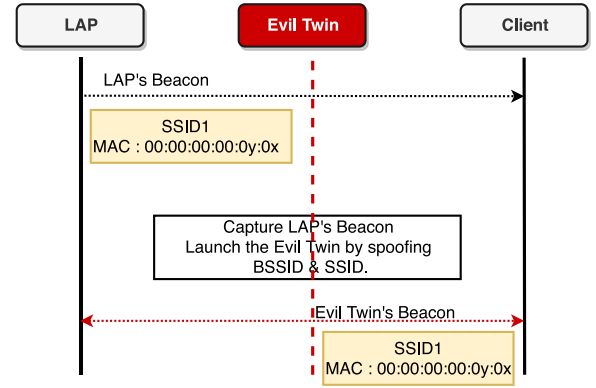 LAP
Evil Twin
Client
LAP's Beacon
SSID1
MAC : 00:00:00:00:0y:0x
Capture LAP's Beacon
Launch the Evil Twin by spoofing
BSSID & SSID.
Evil Twin's Beacon
SSID1
MAC : 00:00:00:00:0y:0x